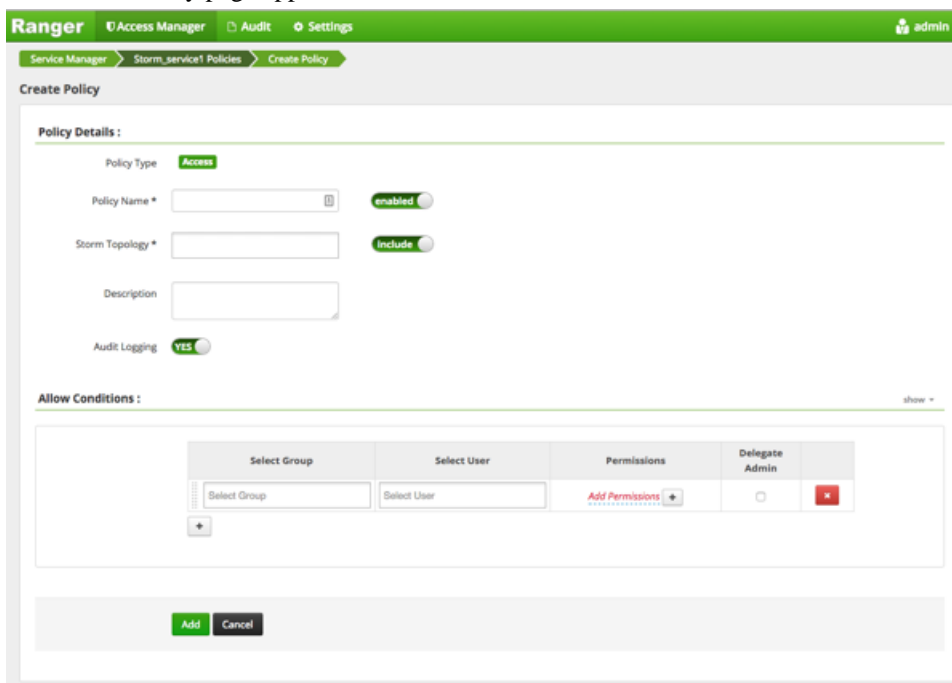 Ranger Access Manager Audit Settings admin
Service Manager Storm_service1 Policies Create Policy
Create Policy
Policy Details :
Policy Type Access
Policy Name * enabled
Storm Topology * include
Description
Audit Logging YES
Allow Conditions : show
Select Group Select User Permissions Delegate
Admin
Select Group Select User Add Permissions +
+
Add Cancel